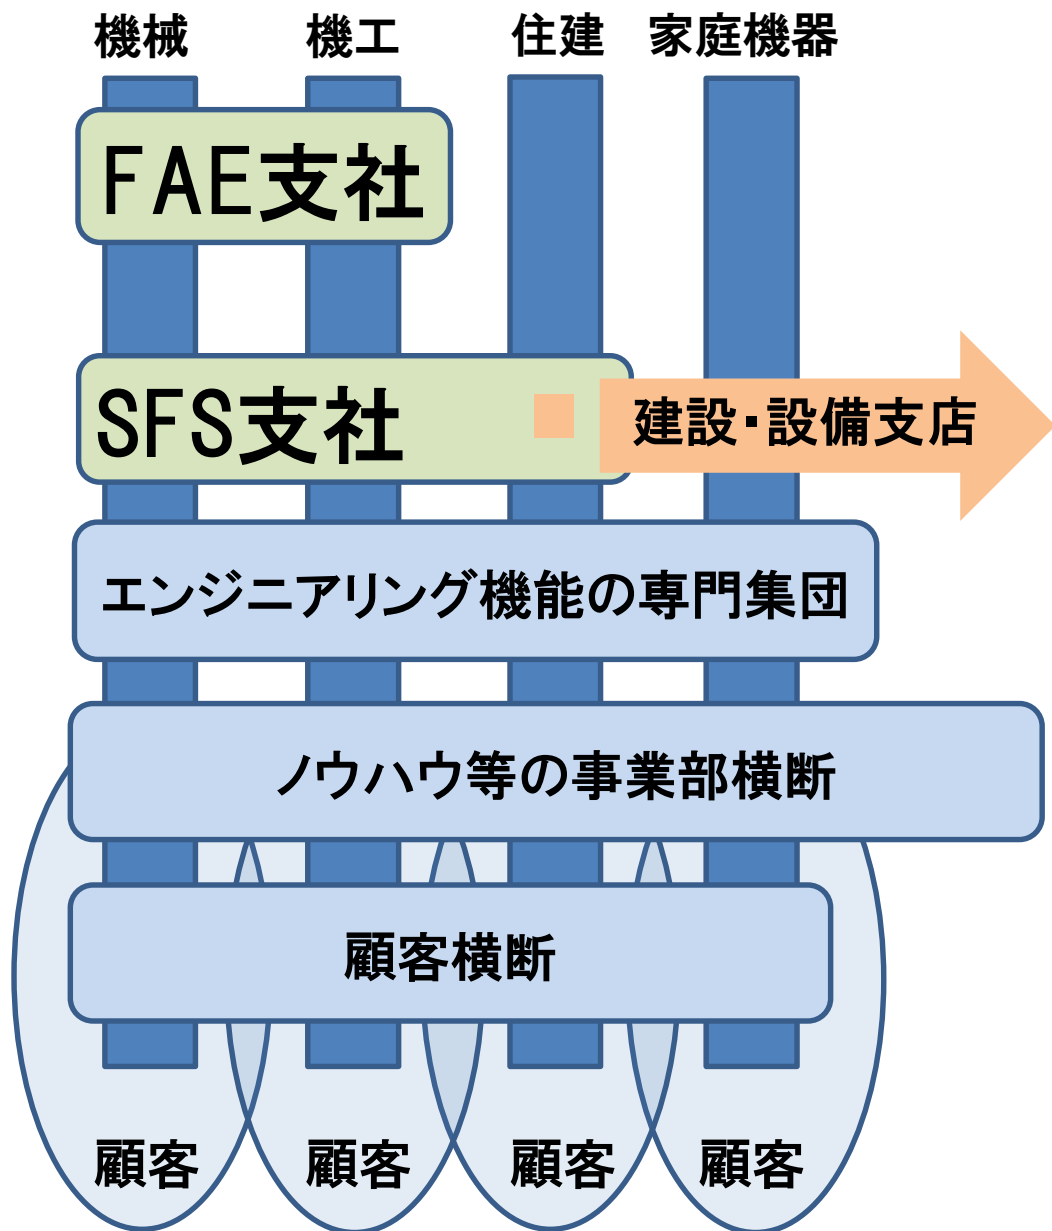 機械 機工 住建 家庭機器
FAE支社
SFS支社
建設・設備支店
エンジニアリング機能の専門集団
ノウハウ等の事業部横断
顧客横断
顧客 顧客 顧客 顧客